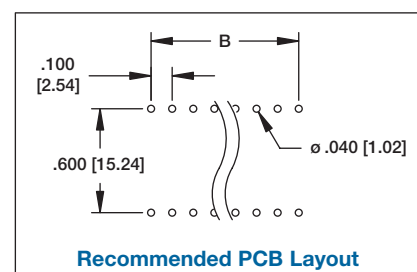 B
.100
[2.54]
.600 [15.24]
ø .040 [1.02]
Recommended PCB Layout